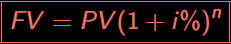 FV = PV(1 + i%)ⁿ